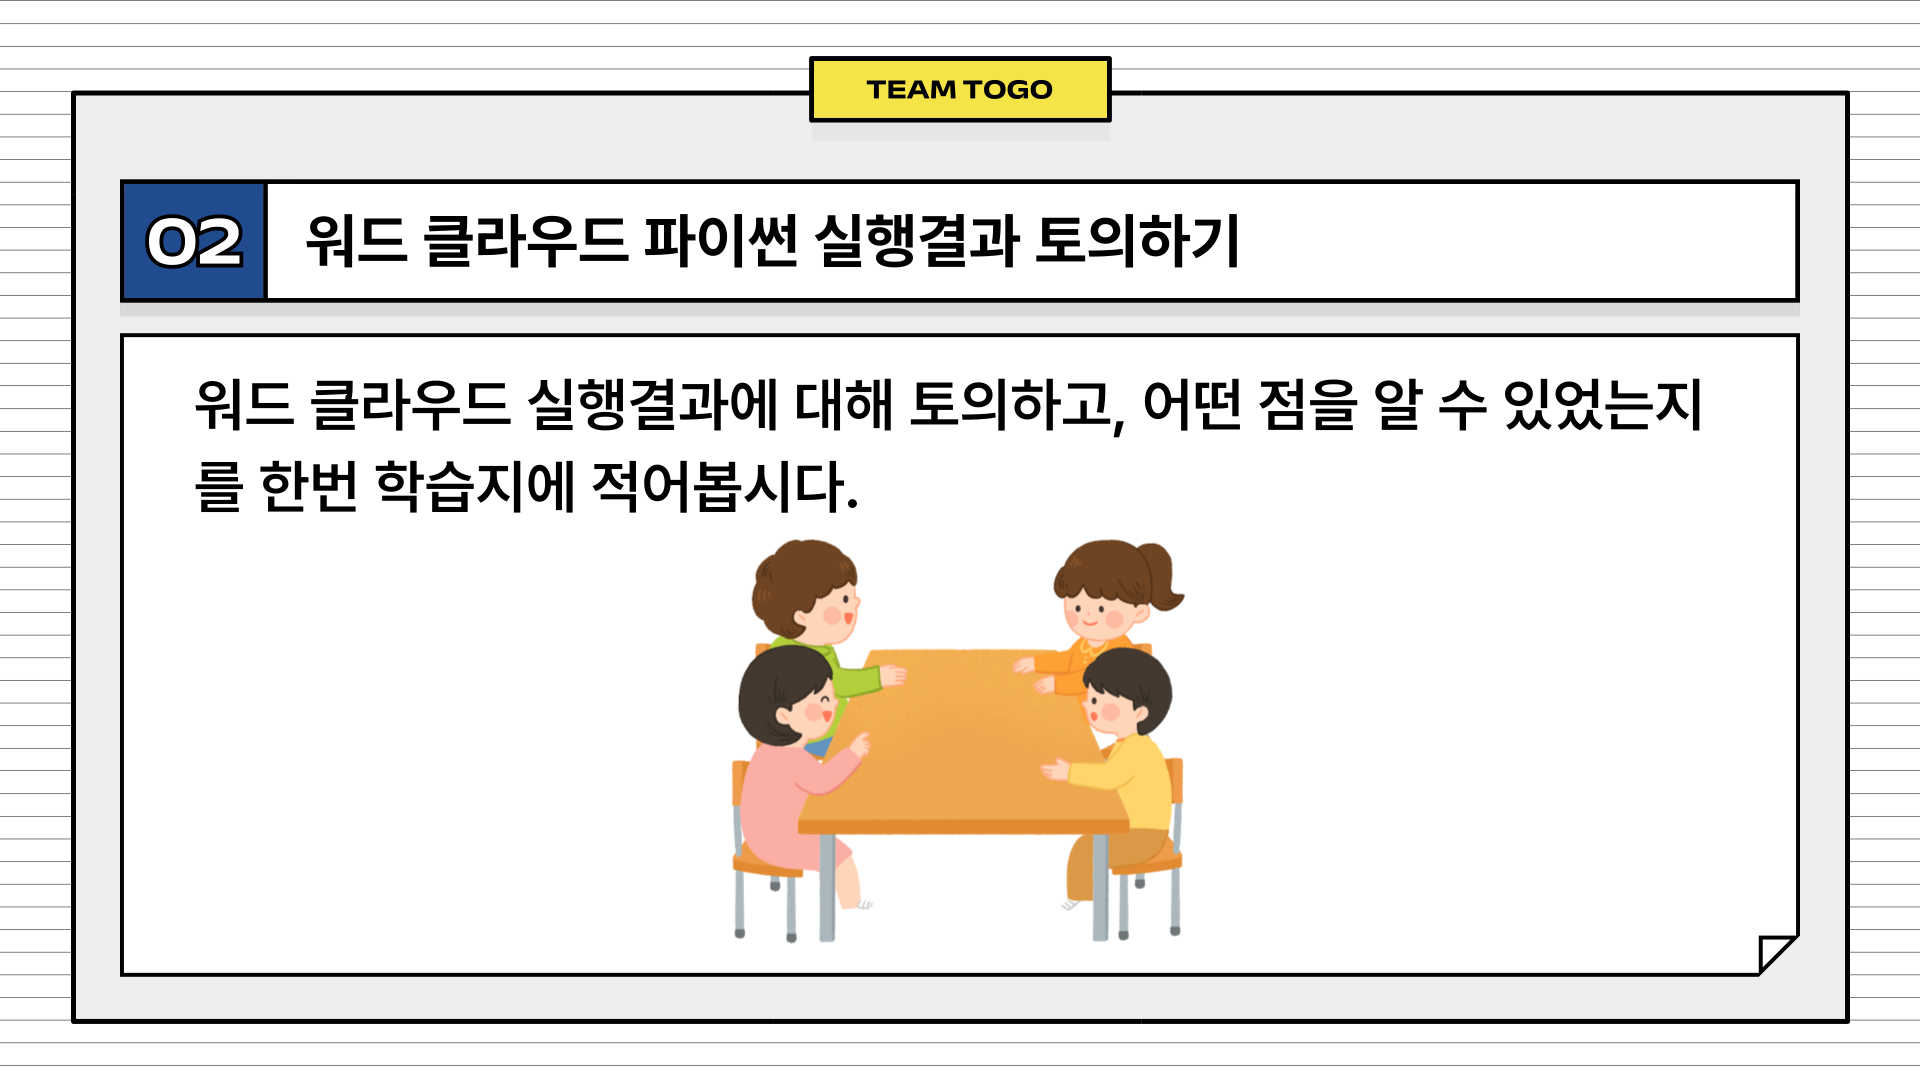 TEAM TOGO
02 워드 클라우드 파이썬 실행결과 토의하기
워드 클라우드 실행결과에 대해 토의하고, 어떤 점을 알 수 있었는지
를 한번 학습지에 적어봅시다.